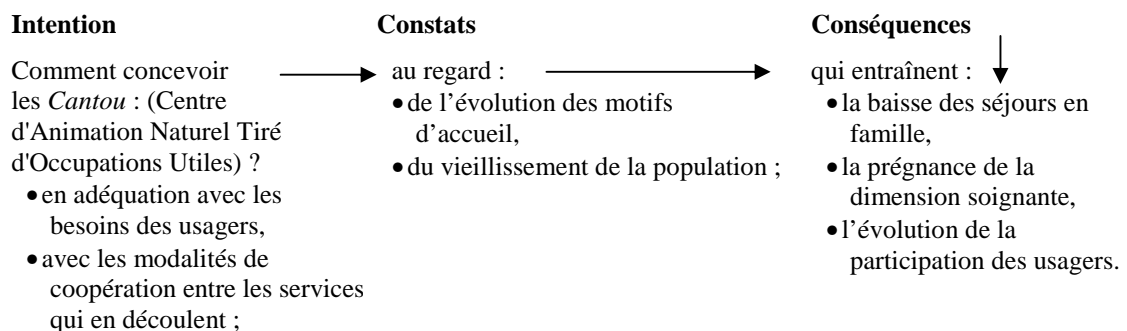 Intention
Comment concevoir
les Cantou : (Centre
d'Animation Naturel Tiré
d'Occupations Utiles) ?
• en adéquation avec les
besoins des usagers,
• avec les modalités de
coopération entre les services
qui en découlent ;
Constats
au regard :
• de l'évolution des motifs
d'accueil,
• du vieillissement de la population ;
Conséquences
qui entraînent :
• la baisse des séjours en
famille,
• la prégnance de la
dimension soignante,
• l'évolution de la
participation des usagers.